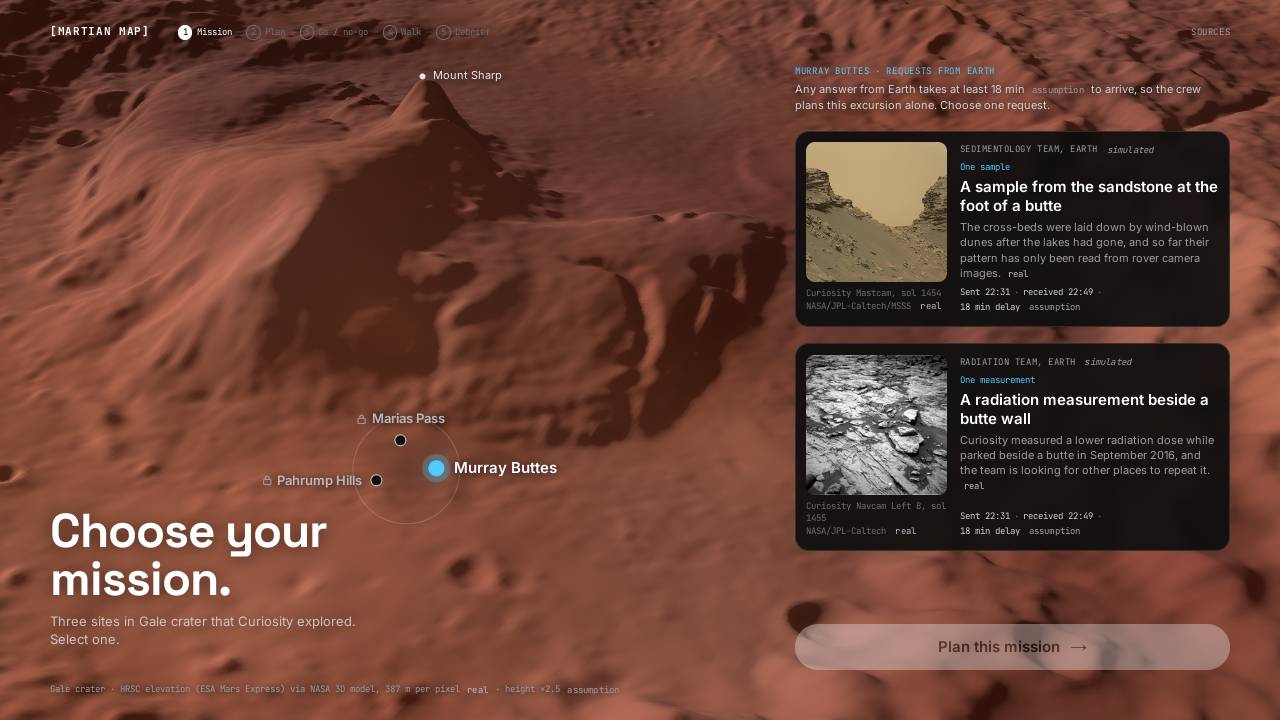 [MARTIAN MAP]
1 Mission
2 Plan
3 Go / no-go
4 Walk
5 Debrief
SOURCES
Mount Sharp
MURRAY BUTTES · REQUESTS FROM EARTH
Any answer from Earth takes at least 18 min assumption to arrive, so the crew
plans this excursion alone. Choose one request.
SEDIMENTOLOGY TEAM, EARTH simulated
One sample
A sample from the sandstone at the
foot of a butte
The cross-beds were laid down by wind-blown
dunes after the lakes had gone, and so far their
pattern has only been read from rover camera
images. real
Sent 22:31 · received 22:49 ·
18 min delay assumption
Curiosity Mastcam, sol 1454
NASA/JPL-Caltech/MSSS real
RADIATION TEAM, EARTH simulated
One measurement
A radiation measurement beside a
butte wall
Curiosity measured a lower radiation dose while
parked beside a butte in September 2016, and
the team is looking for other places to repeat it.
real
Sent 22:31 · received 22:49 ·
18 min delay assumption
Curiosity Navcam Left B, sol
1455
NASA/JPL-Caltech real
Marias Pass
Murray Buttes
Pahrump Hills
Choose your
mission.
Three sites in Gale crater that Curiosity explored.
Select one.
Plan this mission →
Gale crater · HRSC elevation (ESA Mars Express) via NASA 3D model, 387 m per pixel real · height ×2.5 assumption